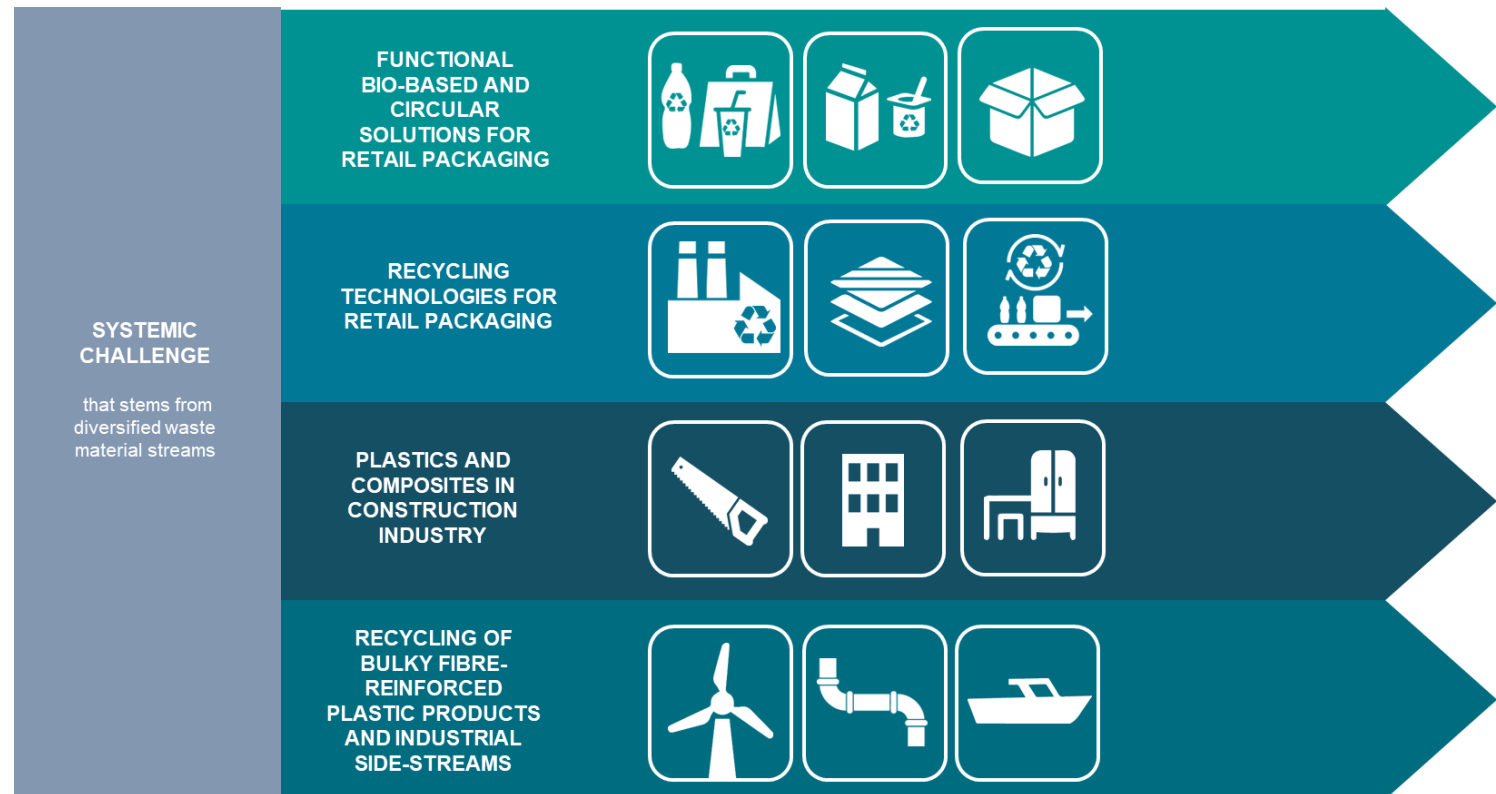 SYSTEMIC
CHALLENGE
that stems from
diversified waste
material streams
FUNCTIONAL
BIO-BASED AND
CIRCULAR
SOLUTIONS FOR
RETAIL PACKAGING
RECYCLING
TECHNOLOGIES FOR
RETAIL PACKAGING
PLASTICS AND
COMPOSITES IN
CONSTRUCTION
INDUSTRY
RECYCLING OF
BULKY FIBRE-
REINFORCED
PLASTIC PRODUCTS
AND INDUSTRIAL
SIDE-STREAMS